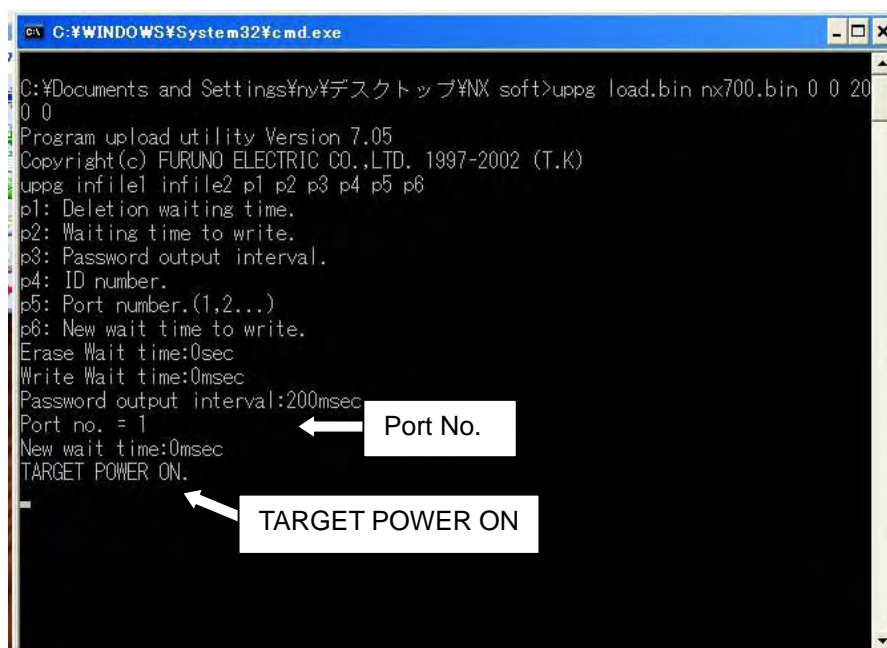 C:¥WINDOWS¥System32¥cmd.exe
C:¥Documents and Settings¥ny¥デスクトップ¥NX soft>uppg load.bin nx700.bin 0 0 20
0 0
Program upload utility Version 7.05
Copyright(c) FURUNO ELECTRIC CO.,LTD. 1997-2002 (T.K)
uppg infile1 infile2 p1 p2 p3 p4 p5 p6
p1: Deletion waiting time.
p2: Waiting time to write.
p3: Password output interval.
p4: ID number.
p5: Port number.(1,2...)
p6: New wait time to write.
Erase Wait time:0sec
Write Wait time:0msec
Password output interval:200msec
Port no. = 1
Port No.
New wait time:0msec
TARGET POWER ON.
TARGET POWER ON